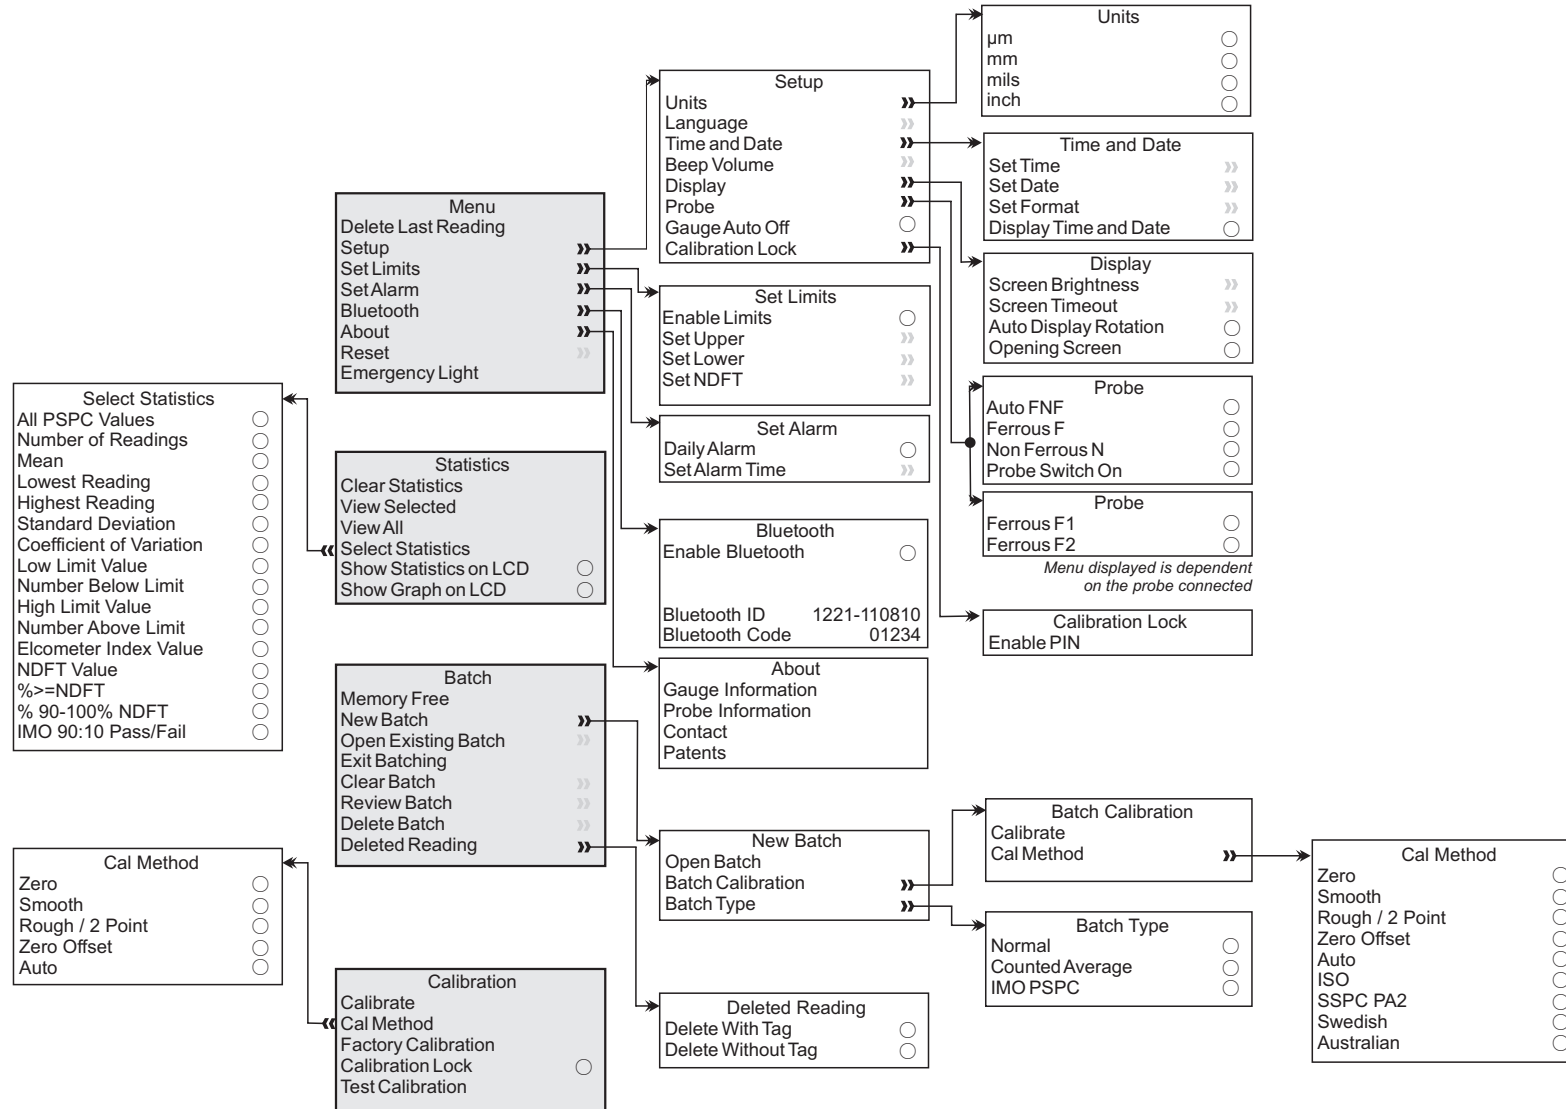 Units
µm
mm
mils
inch
Setup
Units
Language
Time and Date
Beep Volume
Display
Probe
Gauge Auto Off
Calibration Lock
Time and Date
Set Time
Set Date
Set Format
Display Time and Date
Menu
Delete Last Reading
Setup
Set Limits
Set Alarm
Bluetooth
About
Reset
Emergency Light
Display
Screen Brightness
Screen Timeout
Auto Display Rotation
Opening Screen
Set Limits
Enable Limits
Set Upper
Set Lower
Set NDFT
Probe
Auto FNF
Ferrous F
Non Ferrous N
Probe Switch On
Select Statistics
All PSPC Values
Number of Readings
Mean
Lowest Reading
Highest Reading
Standard Deviation
Coefficient of Variation
Low Limit Value
Number Below Limit
High Limit Value
Number Above Limit
Elcometer Index Value
NDFT Value
%>=NDFT
% 90-100% NDFT
IMO 90:10 Pass/Fail
Set Alarm
Daily Alarm
Set Alarm Time
Statistics
Clear Statistics
View Selected
View All
Select Statistics
Show Statistics on LCD
Show Graph on LCD
Probe
Ferrous F1
Ferrous F2
Menu displayed is dependent
on the probe connected
Bluetooth
Enable Bluetooth
Bluetooth ID 1221-110810
Bluetooth Code 01234
Calibration Lock
Enable PIN
About
Gauge Information
Probe Information
Contact
Patents
Batch
Memory Free
New Batch
Open Existing Batch
Exit Batching
Clear Batch
Review Batch
Delete Batch
Deleted Reading
New Batch
Open Batch
Batch Calibration
Batch Type
Batch Calibration
Calibrate
Cal Method
Cal Method
Zero
Smooth
Rough / 2 Point
Zero Offset
Auto
ISO
SSPC PA2
Swedish
Australian
Cal Method
Zero
Smooth
Rough / 2 Point
Zero Offset
Auto
Batch Type
Normal
Counted Average
IMO PSPC
Calibration
Calibrate
Cal Method
Factory Calibration
Calibration Lock
Test Calibration
Deleted Reading
Delete With Tag
Delete Without Tag